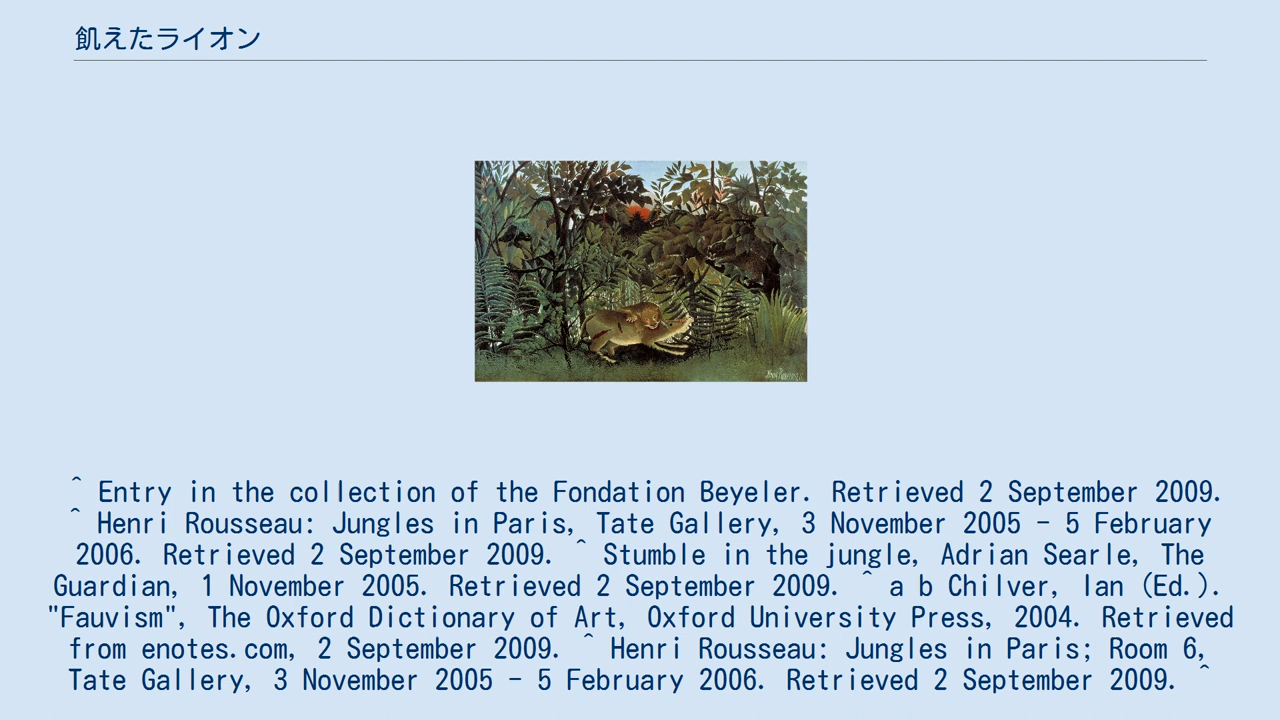 飢えたライオン
^ Entry in the collection of the Fondation Beyeler. Retrieved 2 September 2009.
^ Henri Rousseau: Jungles in Paris, Tate Gallery, 3 November 2005 – 5 February
2006. Retrieved 2 September 2009. ^ Stumble in the jungle, Adrian Searle, The
Guardian, 1 November 2005. Retrieved 2 September 2009. ^ a b Chilver, Ian (Ed.).
"Fauvism", The Oxford Dictionary of Art, Oxford University Press, 2004. Retrieved
from enotes.com, 2 September 2009. ^ Henri Rousseau: Jungles in Paris; Room 6,
Tate Gallery, 3 November 2005 – 5 February 2006. Retrieved 2 September 2009. ^